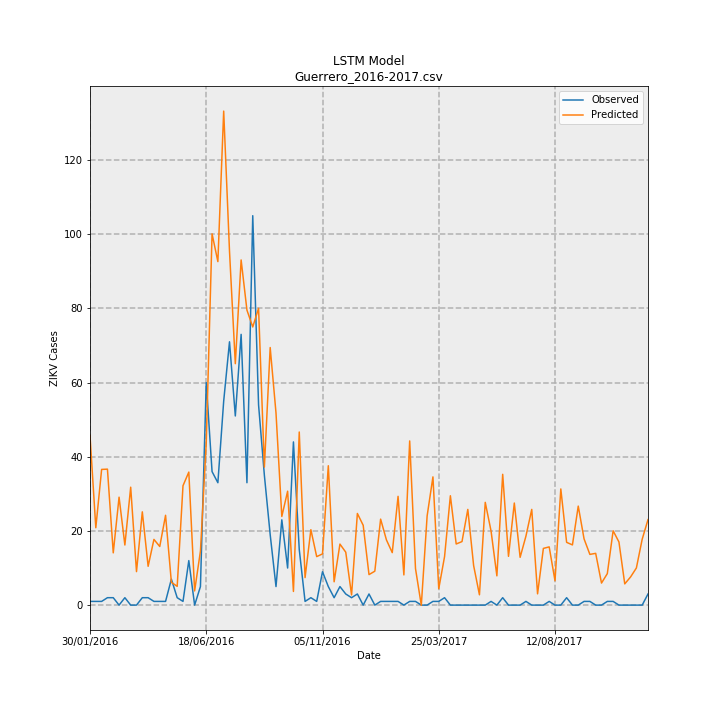 LSTM Model
Guerrero_2016-2017.csv
Observed
Predicted
120
100
80
60
40
20
0
ZIKV Cases
30/01/2016
18/06/2016
05/11/2016
25/03/2017
12/08/2017
Date